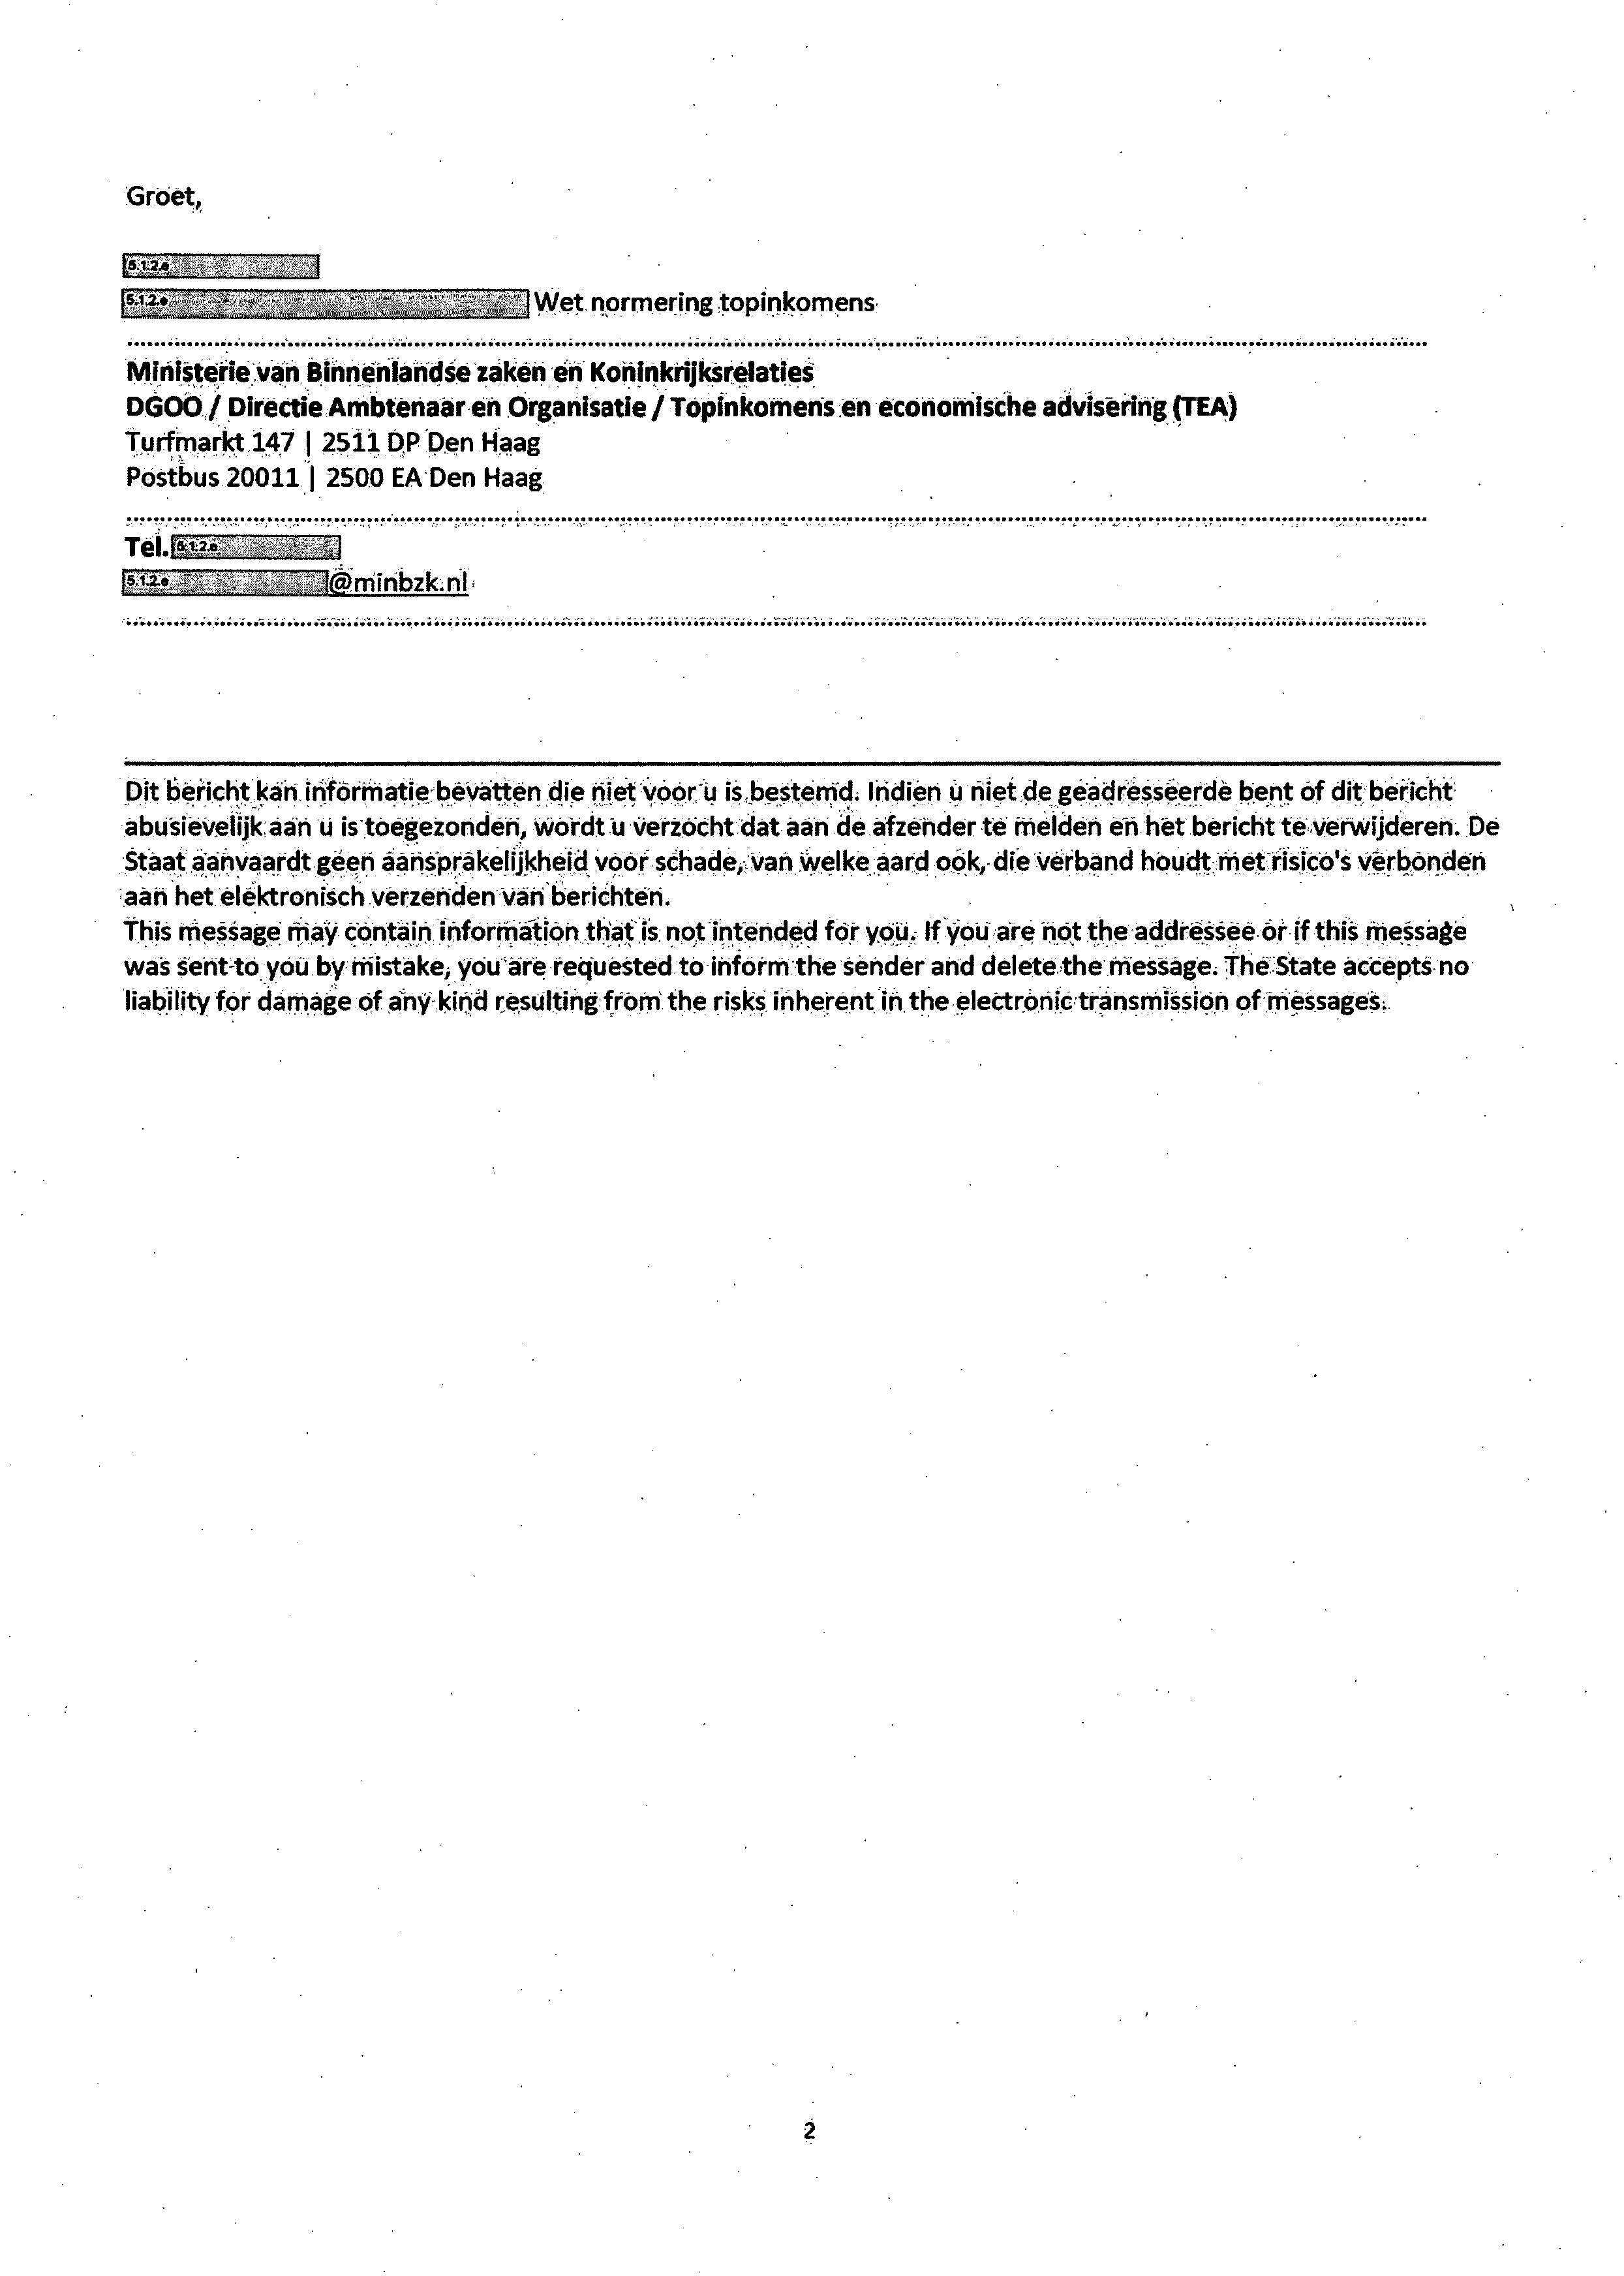 Groet,
5.1.2.e
5.1.2.e Wet normering topinkomens
Ministerie van Binnenlandse zaken en Koninkrijksrelaties
DGOO / Directie Ambtenaar en Organisatie / Topinkomens en economische advisering (TEA)
Turfmarkt 147 | 2511 DP Den Haag
Postbus 20011 | 2500 EA Den Haag
Tel. 5.1.2.e
5.1.2.e @minbzk.nl
Dit bericht kan informatie bevatten die niet voor u is bestemd. Indien u niet de geadresseerde bent of dit bericht
abusievelijk aan u is toegezonden, wordt u verzocht dat aan de afzender te melden en het bericht te verwijderen. De
Staat aanvaardt geen aansprakelijkheid voor schade, van welke aard ook, die verband houdt met risico's verbonden
aan het elektronisch verzenden van berichten.
This message may contain information that is not intended for you. If you are not the addressee or if this message
was sent to you by mistake, you are requested to inform the sender and delete the message. The State accepts no
liability for damage of any kind resulting from the risks inherent in the electronic transmission of messages.
2